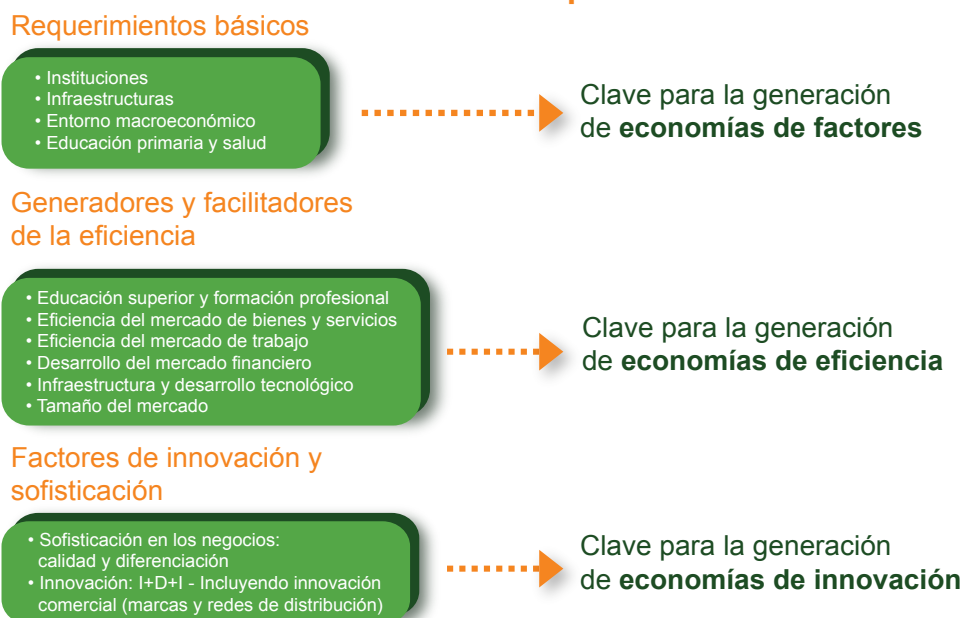 Requerimientos básicos
• Instituciones
• Infraestructuras
• Entorno macroeconómico
• Educación primaria y salud
Clave para la generación
de economías de factores
Generadores y facilitadores
de la eficiencia
• Educación superior y formación profesional
• Eficiencia del mercado de bienes y servicios
• Eficiencia del mercado de trabajo
• Desarrollo del mercado financiero
• Infraestructura y desarrollo tecnológico
• Tamaño del mercado
Clave para la generación
de economías de eficiencia
Factores de innovación y
sofisticación
• Sofisticación en los negocios:
calidad y diferenciación
• Innovación: I+D+I - Incluyendo innovación
comercial (marcas y redes de distribución)
Clave para la generación
de economías de innovación